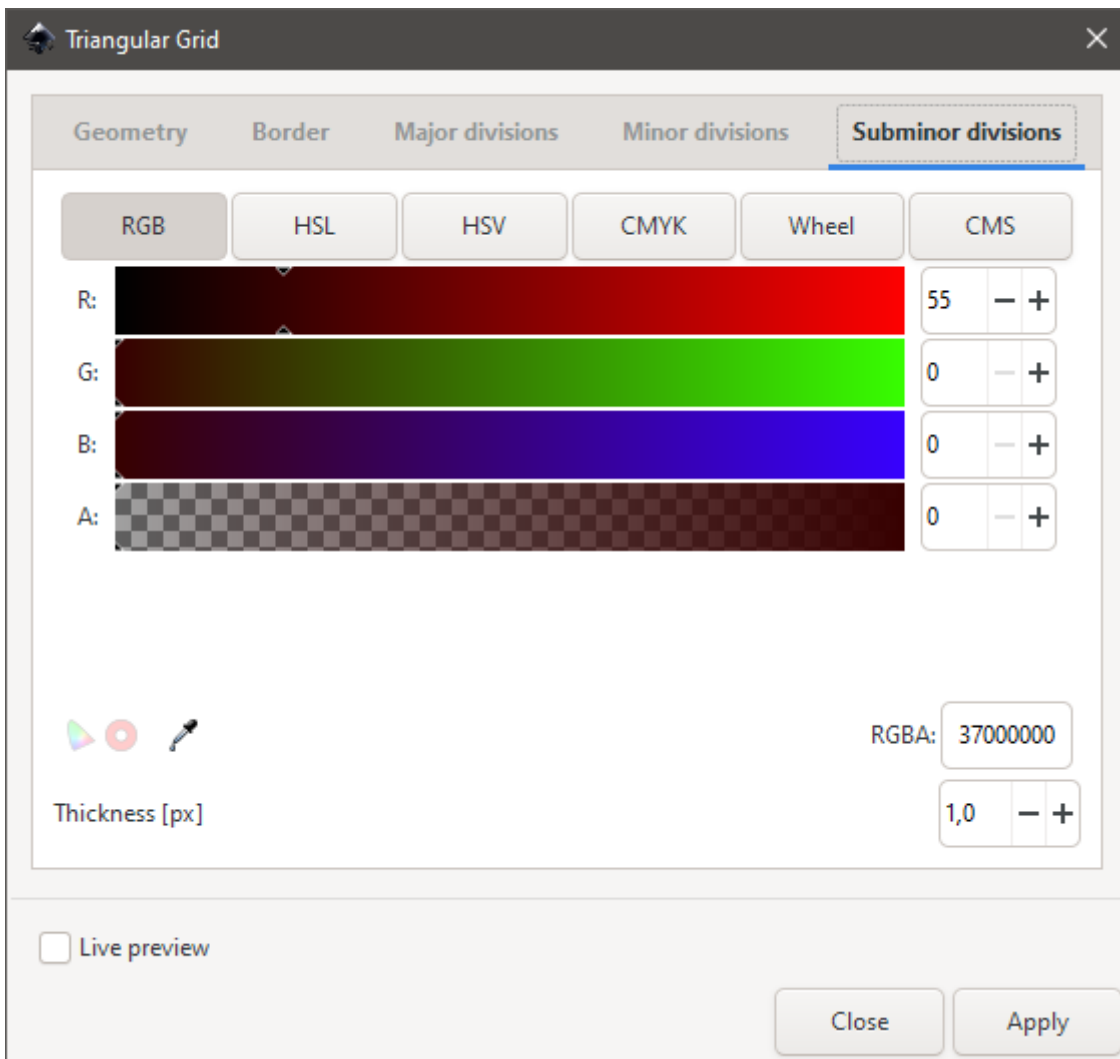 Triangular Grid
Geometry Border Major divisions Minor divisions Subminor divisions
RGB HSL HSV CMYK Wheel CMS
R: 55 − +
G: 0 − +
B: 0 − +
A: 0 − +
RGBA: 37000000
Thickness [px] 1,0 − +
Live preview
Close Apply